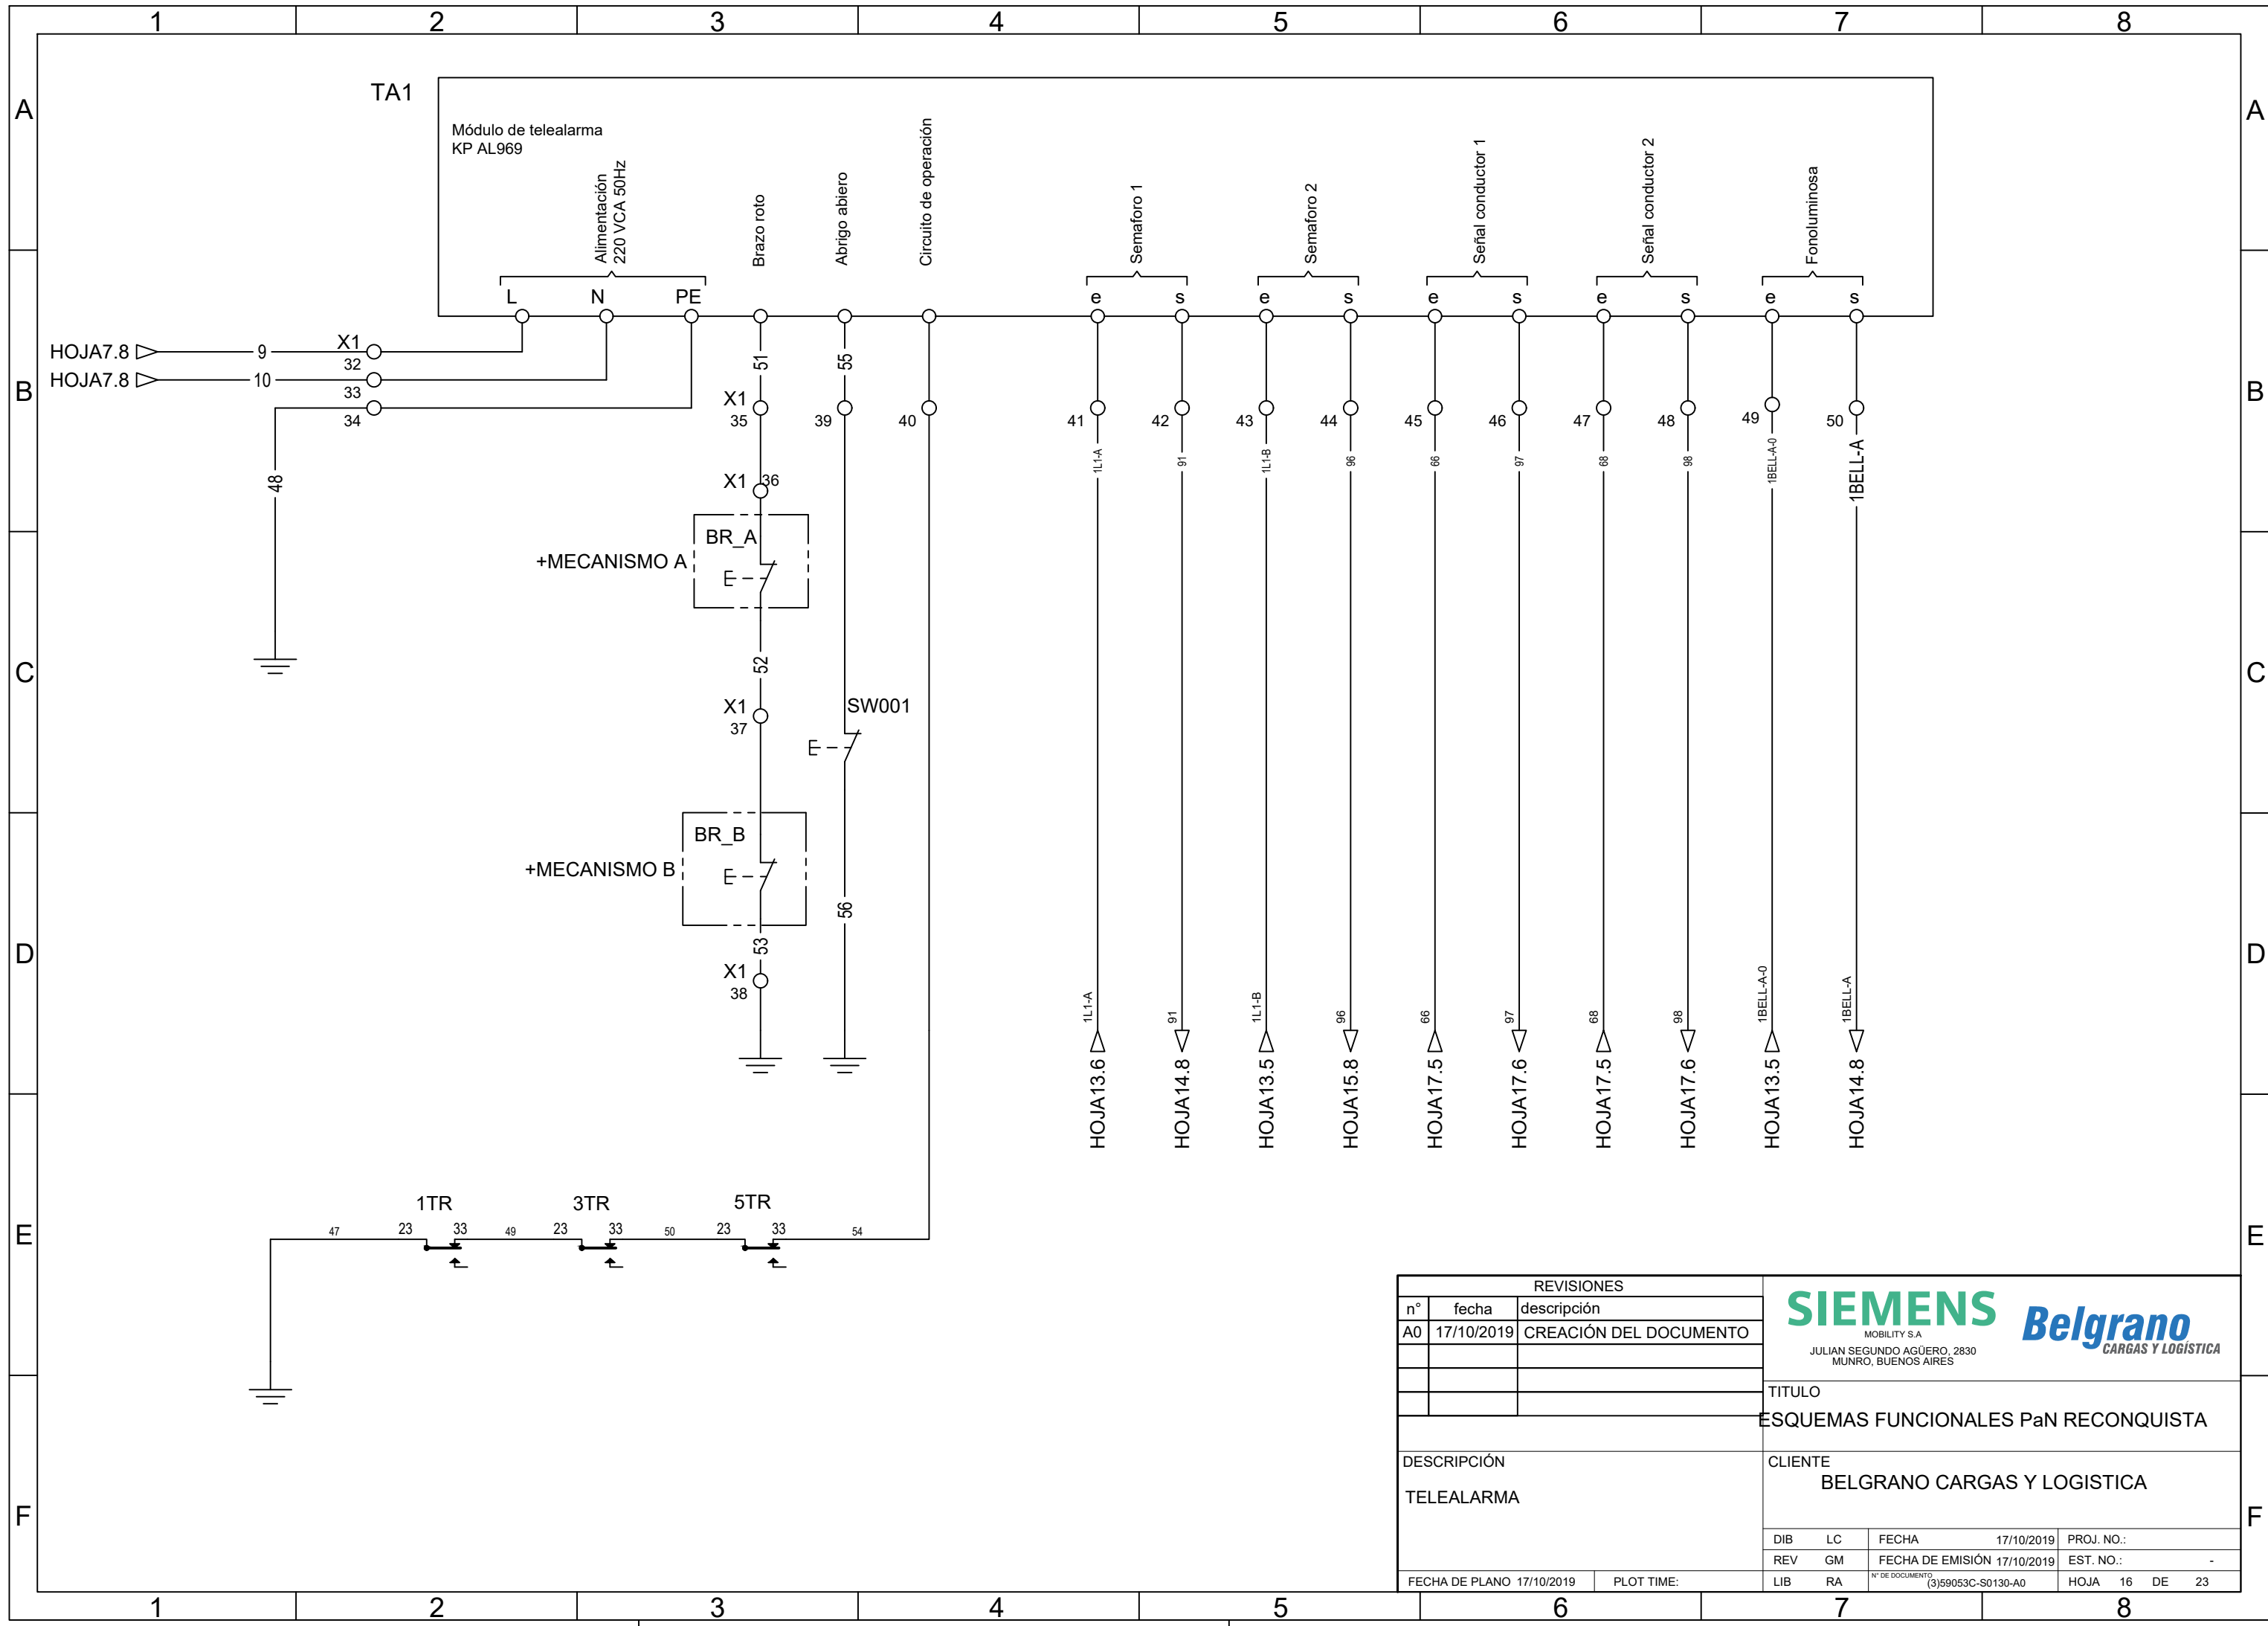 1 2 3 4 5 6 7 8
A A
TA1
Módulo de telealarma
KP AL969
Alimentación
220 VCA 50Hz
Brazo roto
Abrigo abiero
Circuito de operación
Semaforo 1
Semaforo 2
Señal conductor 1
Señal conductor 2
Fonoluminosa
L N PE
e s e s e s e s e s
HOJA7.8 9 X1
32
HOJA7.8 10
33
34
48
B B
51 55
X1
35 39 40 41 42 43 44 45 46 47 48 49 50
1L1-A 91 1L1-B 96 66 97 68 98 1BELL-A-0 1BELL-A
X1 36
BR_A
+MECANISMO A
E
52
C C
X1
37
SW001
E
BR_B
+MECANISMO B
E
56
53
D D
X1
38
1L1-A 91 1L1-B 96 66 97 68 98 1BELL-A-0 1BELL-A
HOJA13.6 HOJA14.8 HOJA13.5 HOJA15.8 HOJA17.5 HOJA17.6 HOJA17.5 HOJA17.6 HOJA13.5 HOJA14.8
1TR 3TR 5TR
47 23 33 49 23 33 50 23 33 54
E E
REVISIONES
n° fecha descripción
A0 17/10/2019 CREACIÓN DEL DOCUMENTO
SIEMENS
MOBILITY S.A
JULIAN SEGUNDO AGÜERO, 2830
MUNRO, BUENOS AIRES
Belgrano
CARGAS Y LOGÍSTICA
TITULO
ESQUEMAS FUNCIONALES PaN RECONQUISTA
DESCRIPCIÓN
TELEALARMA
CLIENTE
BELGRANO CARGAS Y LOGISTICA
F F
DIB LC FECHA 17/10/2019 PROJ. NO.:
REV GM FECHA DE EMISIÓN 17/10/2019 EST. NO.: -
FECHA DE PLANO 17/10/2019 PLOT TIME: LIB RA N° DE DOCUMENTO (3)59053C-S0130-A0 HOJA 16 DE 23
1 2 3 4 5 6 7 8